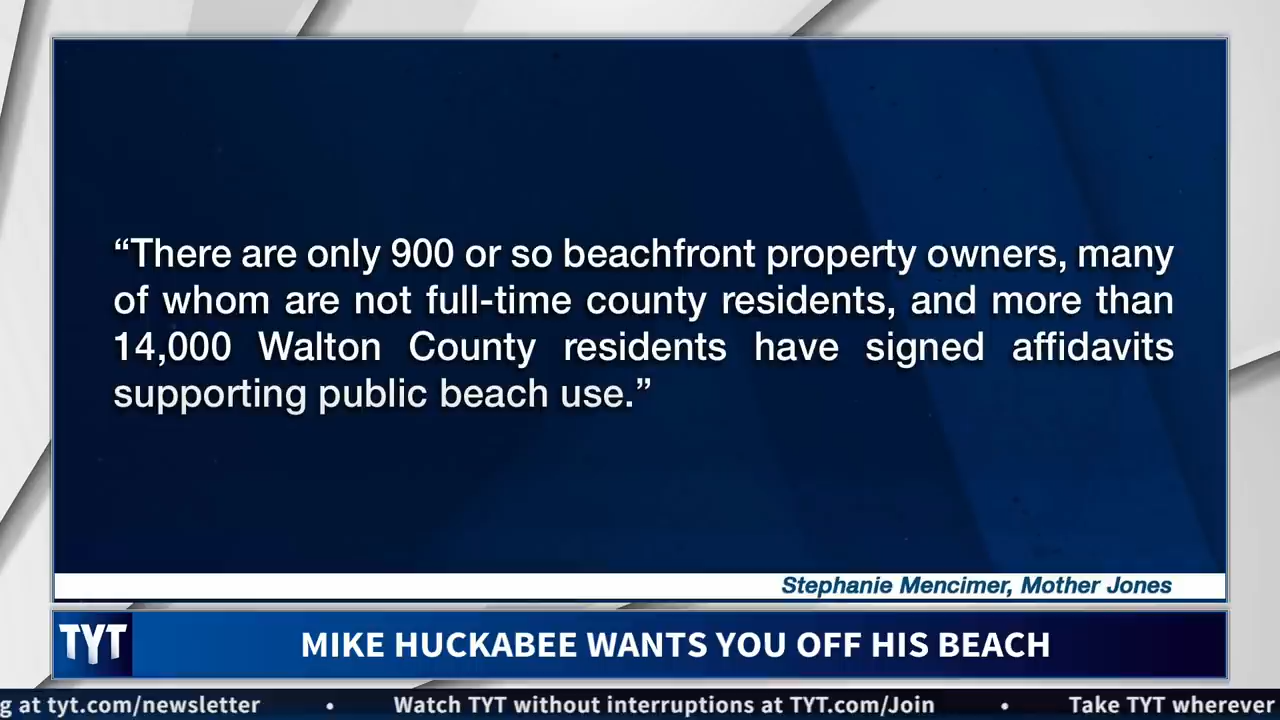 “There are only 900 or so beachfront property owners, many
of whom are not full-time county residents, and more than
14,000 Walton County residents have signed affidavits
supporting public beach use.”
Stephanie Mencimer, Mother Jones
TYT
MIKE HUCKABEE WANTS YOU OFF HIS BEACH
g at tyt.com/newsletter • Watch TYT without interruptions at TYT.com/Join • Take TYT wherever